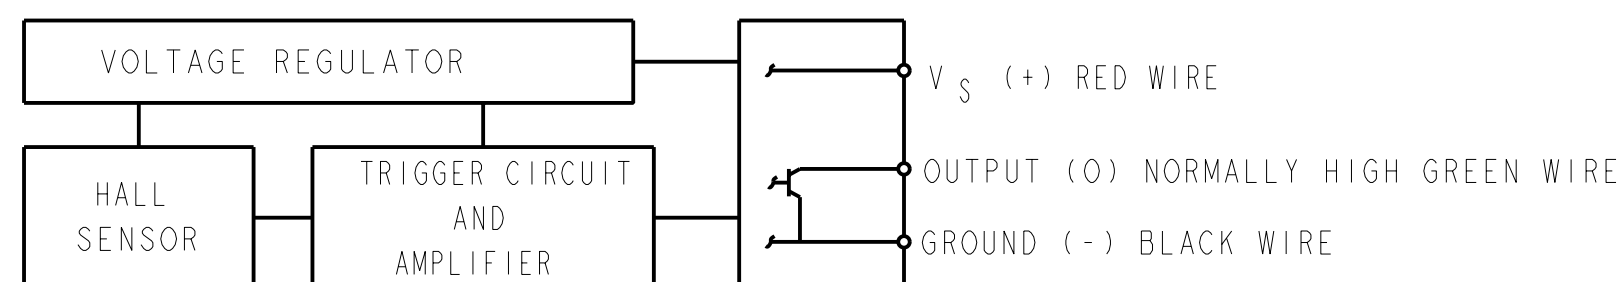 VOLTAGE REGULATOR
V S (+) RED WIRE
HALL
SENSOR
TRIGGER CIRCUIT
AND
AMPLIFIER
OUTPUT (O) NORMALLY HIGH GREEN WIRE
GROUND (-) BLACK WIRE